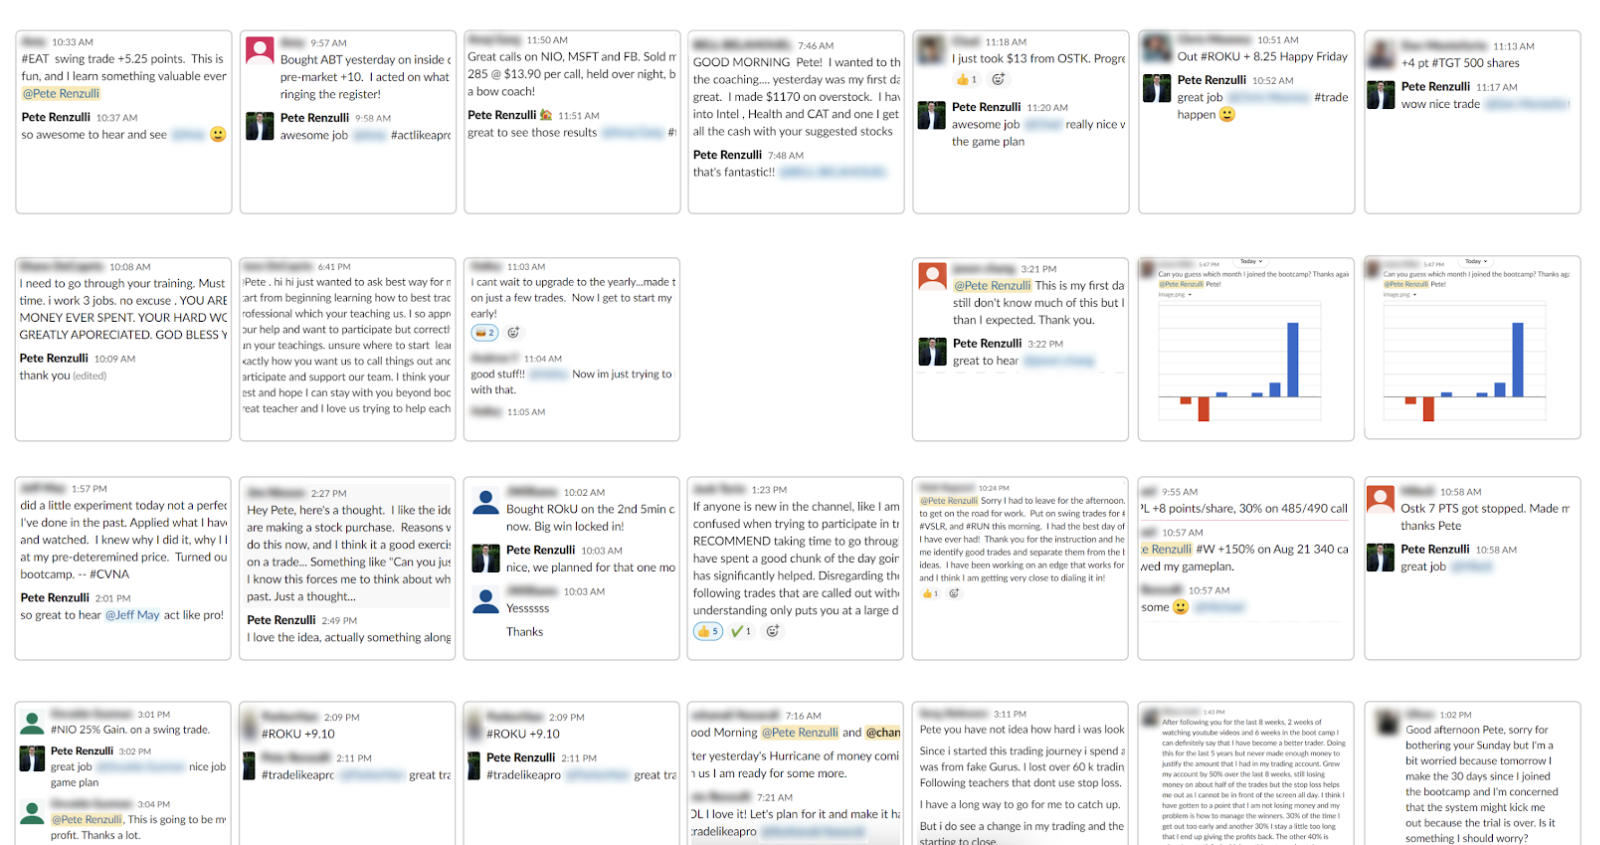 10:33 AM
#EAT swing trade +5.25 points. This is
fun, and I learn something valuable ever
@Pete Renzulli
Pete Renzulli 10:37 AM
so awesome to hear and see
9:57 AM
Bought ABT yesterday on inside c
pre-market +10. I acted on what
ringing the register!
Pete Renzulli 9:58 AM
awesome job #actlikeapro
11:50 AM
Great calls on NIO, MSFT and FB. Sold m
285 @ $13.90 per call, held over night, b
a bow coach!
Pete Renzulli 11:51 AM
great to see those results #
7:46 AM
GOOD MORNING Pete! I wanted to th
the coaching.... yesterday was my first da
great. I made $1170 on overstock. I hav
into Intel , Health and CAT and one I get
all the cash with your suggested stocks
Pete Renzulli 7:48 AM
that's fantastic!!
11:18 AM
I just took $13 from OSTK. Progre
1
Pete Renzulli 11:20 AM
awesome job really nice w
the game plan
10:51 AM
Out #ROKU + 8.25 Happy Friday
Pete Renzulli 10:52 AM
great job #trade
happen
11:13 AM
+4 pt #TGT 500 shares
Pete Renzulli 11:17 AM
wow nice trade
10:08 AM
I need to go through your training. Must
time. i work 3 jobs. no excuse . YOU ARE
MONEY EVER SPENT. YOUR HARD WO
GREATLY APORECIATED. GOD BLESS Y
Pete Renzulli 10:09 AM
thank you (edited)
6:41 PM
Pete . hi hi just wanted to ask best way for m
art from beginning learning how to best trad
rofessional which your teaching us. I so appr
our help and want to participate but correctl
un your teachings. unsure where to start lear
xactly how you want us to call things out and
articipate and support our team. I think your
est and hope I can stay with you beyond boo
reat teacher and I love us trying to help each
11:03 AM
I cant wait to upgrade to the yearly...made t
on just a few trades. Now I get to start my
early!
2
11:04 AM
good stuff!! Now im just trying to
with that.
11:05 AM
3:21 PM
@Pete Renzulli This is my first da
still don't know much of this but I
than I expected. Thank you.
Pete Renzulli 3:22 PM
great to hear
5:47 PM Today
Can you guess which month I joined the bootcamp? Thanks agai
@Pete Renzulli Pete!
image.png
5:47 PM Today
Can you guess which month I joined the bootcamp? Thanks aga
@Pete Renzulli Pete!
image.png
1:57 PM
did a little experiment today not a perfec
I've done in the past. Applied what I have
and watched. I knew why I did it, why I l
at my pre-deteremined price. Turned ou
bootcamp. -- #CVNA
Pete Renzulli 2:01 PM
so great to hear @Jeff May act like pro!
2:27 PM
Hey Pete, here's a thought. I like the ide
are making a stock purchase. Reasons w
do this now, and I think it a good exercis
on a trade... Something like "Can you jus
I know this forces me to think about wh
past. Just a thought...
Pete Renzulli 2:49 PM
I love the idea, actually something along
10:02 AM
Bought ROkU on the 2nd 5min c
now. Big win locked in!
Pete Renzulli 10:03 AM
nice, we planned for that one mo
10:03 AM
Yessssss
Thanks
1:23 PM
If anyone is new in the channel, like I am
confused when trying to participate in tr
RECOMMEND taking time to go throug
have spent a good chunk of the day goin
has significantly helped. Disregarding the
following trades that are called out witho
understanding only puts you at a large d
5 1
10:24 PM
@Pete Renzulli Sorry I had to leave for the afternoon.
to get on the road for work. Put on swing trades for #
#VSLR, and #RUN this morning. I had the best day of
I have ever had! Thank you for the instruction and he
me identify good trades and separate them from the b
ideas. I have been working on an edge that works for
and I think I am getting very close to dialing it in!
1
9:55 AM
PL +8 points/share, 30% on 485/490 call
10:57 AM
e Renzulli #W +150% on Aug 21 340 ca
wed my gameplan.
10:57 AM
some
10:58 AM
Ostk 7 PTS got stopped. Made m
thanks Pete
Pete Renzulli 10:58 AM
great job
3:01 PM
#NIO 25% Gain. on a swing trade.
Pete Renzulli 3:02 PM
great job nice job
game plan
3:04 PM
@Pete Renzulli, This is going to be my
profit. Thanks a lot.
2:09 PM
#ROKU +9.10
2:11 PM
#tradelikeapro great tra
2:09 PM
#ROKU +9.10
Pete Renzulli 2:11 PM
#tradelikeapro great tra
7:16 AM
ood Morning @Pete Renzulli and @chan
ter yesterday's Hurricane of money comi
us I am ready for some more.
7:21 AM
OL I love it! Let's plan for it and make it ha
tradelikeapro
3:11 PM
Pete you have not idea how hard i was look
Since i started this trading journey i spend a
was from fake Gurus. I lost over 60 k tradin
Following teachers that dont use stop loss.
I have a long way to go for me to catch up.
But i do see a change in my trading and the
starting to close.
1:43 PM
After following you for the last 8 weeks, 2 weeks of
watching youtube videos and 6 weeks in the boot camp I
can definitely say that I have become a better trader. Doing
this for the last 5 years but never made enough money to
justify the amount that I had in my trading account. Grew
my account by 50% over the last 8 weeks, still losing
money on about half of the trades but the stop loss helps
me out as I cannot be in front of the screen all day. I think I
have gotten to a point that I am not losing money and my
problem is how to manage the winners. 30% of the time I
get out too early and another 30% I stay a little too long
that I end up giving the profits back. The other 40% is
1:02 PM
Good afternoon Pete, sorry for
bothering your Sunday but I'm a
bit worried because tomorrow I
make the 30 days since I joined
the bootcamp and I'm concerned
that the system might kick me
out because the trial is over. Is it
something I should worry?